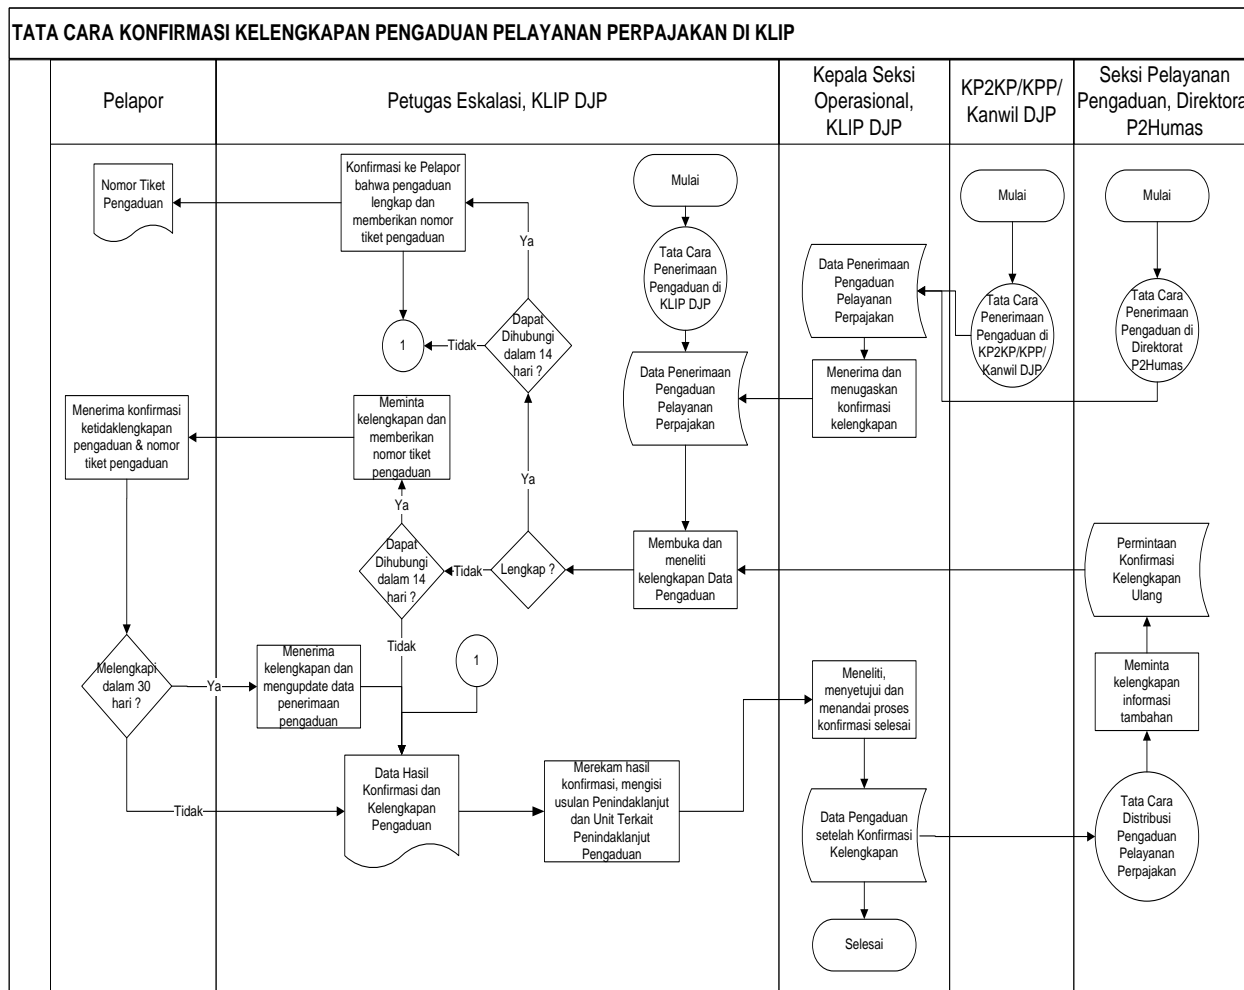 TATA CARA KONFIRMASI KELENGKAPAN PENGADUAN PELAYANAN PERPAJAKAN DI KLIP
Pelapor
Petugas Eskalasi, KLIP DJP
Kepala Seksi
Operasional,
KLIP DJP
KP2KP/KPP/
Kanwil DJP
Seksi Pelayanan
Pengaduan, Direktora
P2Humas
Nomor Tiket
Pengaduan
Konfirmasi ke Pelapor
bahwa pengaduan
lengkap dan
memberikan nomor
tiket pengaduan
Mulai
Mulai
Mulai
Ya
Tata Cara
Penerimaan
Pengaduan di
KLIP DJP
Data Penerimaan
Pengaduan
Pelayanan
Perpajakan
Tata Cara
Penerimaan
Pengaduan di
KP2KP/KPP/
Kanwil DJP
Tata Cara
Penerimaan
Pengaduan di
Direktorat
P2Humas
1
Tidak
Dapat
Dihubungi
dalam 14
hari ?
Data Penerimaan
Pengaduan
Pelayanan
Perpajakan
Menerima dan
menugaskan
konfirmasi
kelengkapan
Menerima konfirmasi
ketidaklengkapan
pengaduan & nomor
tiket pengaduan
Meminta
kelengkapan dan
memberikan
nomor tiket
pengaduan
Ya
Ya
Dapat
Dihubungi
dalam 14
hari ?
Tidak
Lengkap ?
Membuka dan
meneliti
kelengkapan Data
Pengaduan
Permintaan
Konfirmasi
Kelengkapan
Ulang
Tidak
Melengkapi
dalam 30
hari ?
Ya
Menerima
kelengkapan dan
mengupdate data
penerimaan
pengaduan
1
Meneliti,
menyetujui dan
menandai proses
konfirmasi selesai
Meminta
kelengkapan
informasi
tambahan
Tidak
Data Hasil
Konfirmasi dan
Kelengkapan
Pengaduan
Merekam hasil
konfirmasi, mengisi
usulan Penindaklanjut
dan Unit Terkait
Penindaklanjut
Pengaduan
Data Pengaduan
setelah Konfirmasi
Kelengkapan
Tata Cara
Distribusi
Pengaduan
Pelayanan
Perpajakan
Selesai